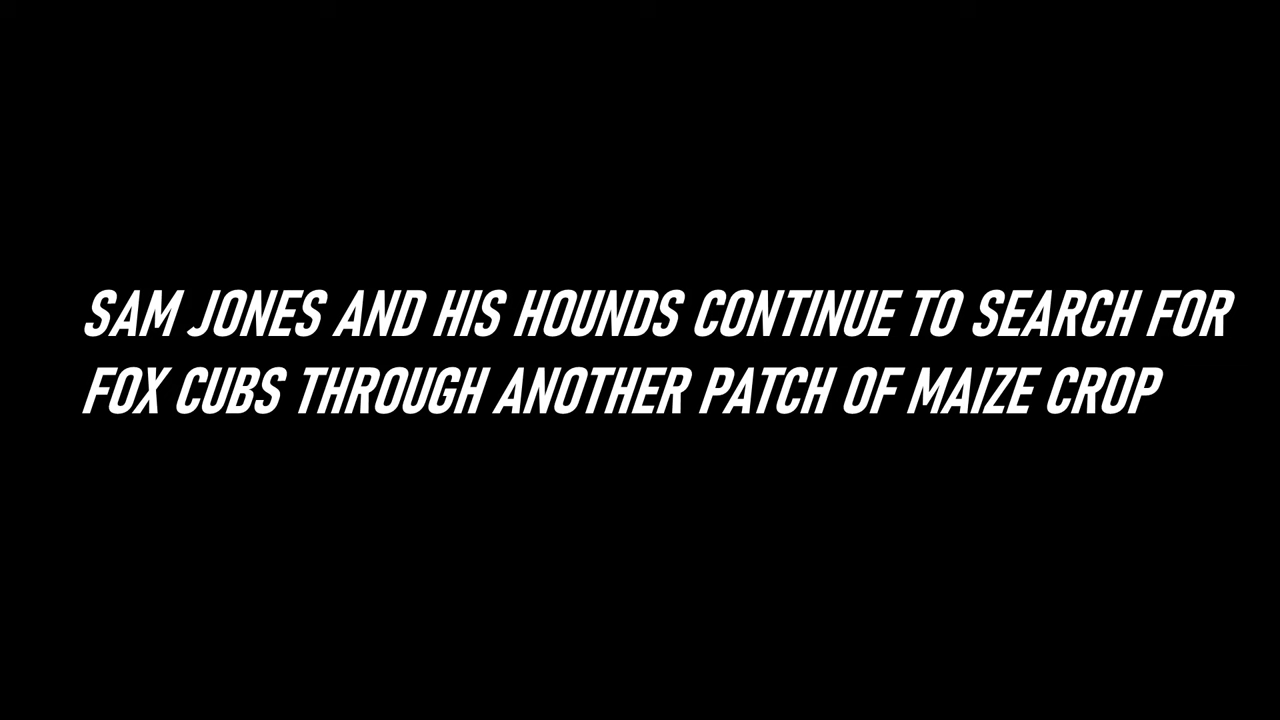 SAM JONES AND HIS HOUNDS CONTINUE TO SEARCH FOR
FOX CUBS THROUGH ANOTHER PATCH OF MAIZE CROP